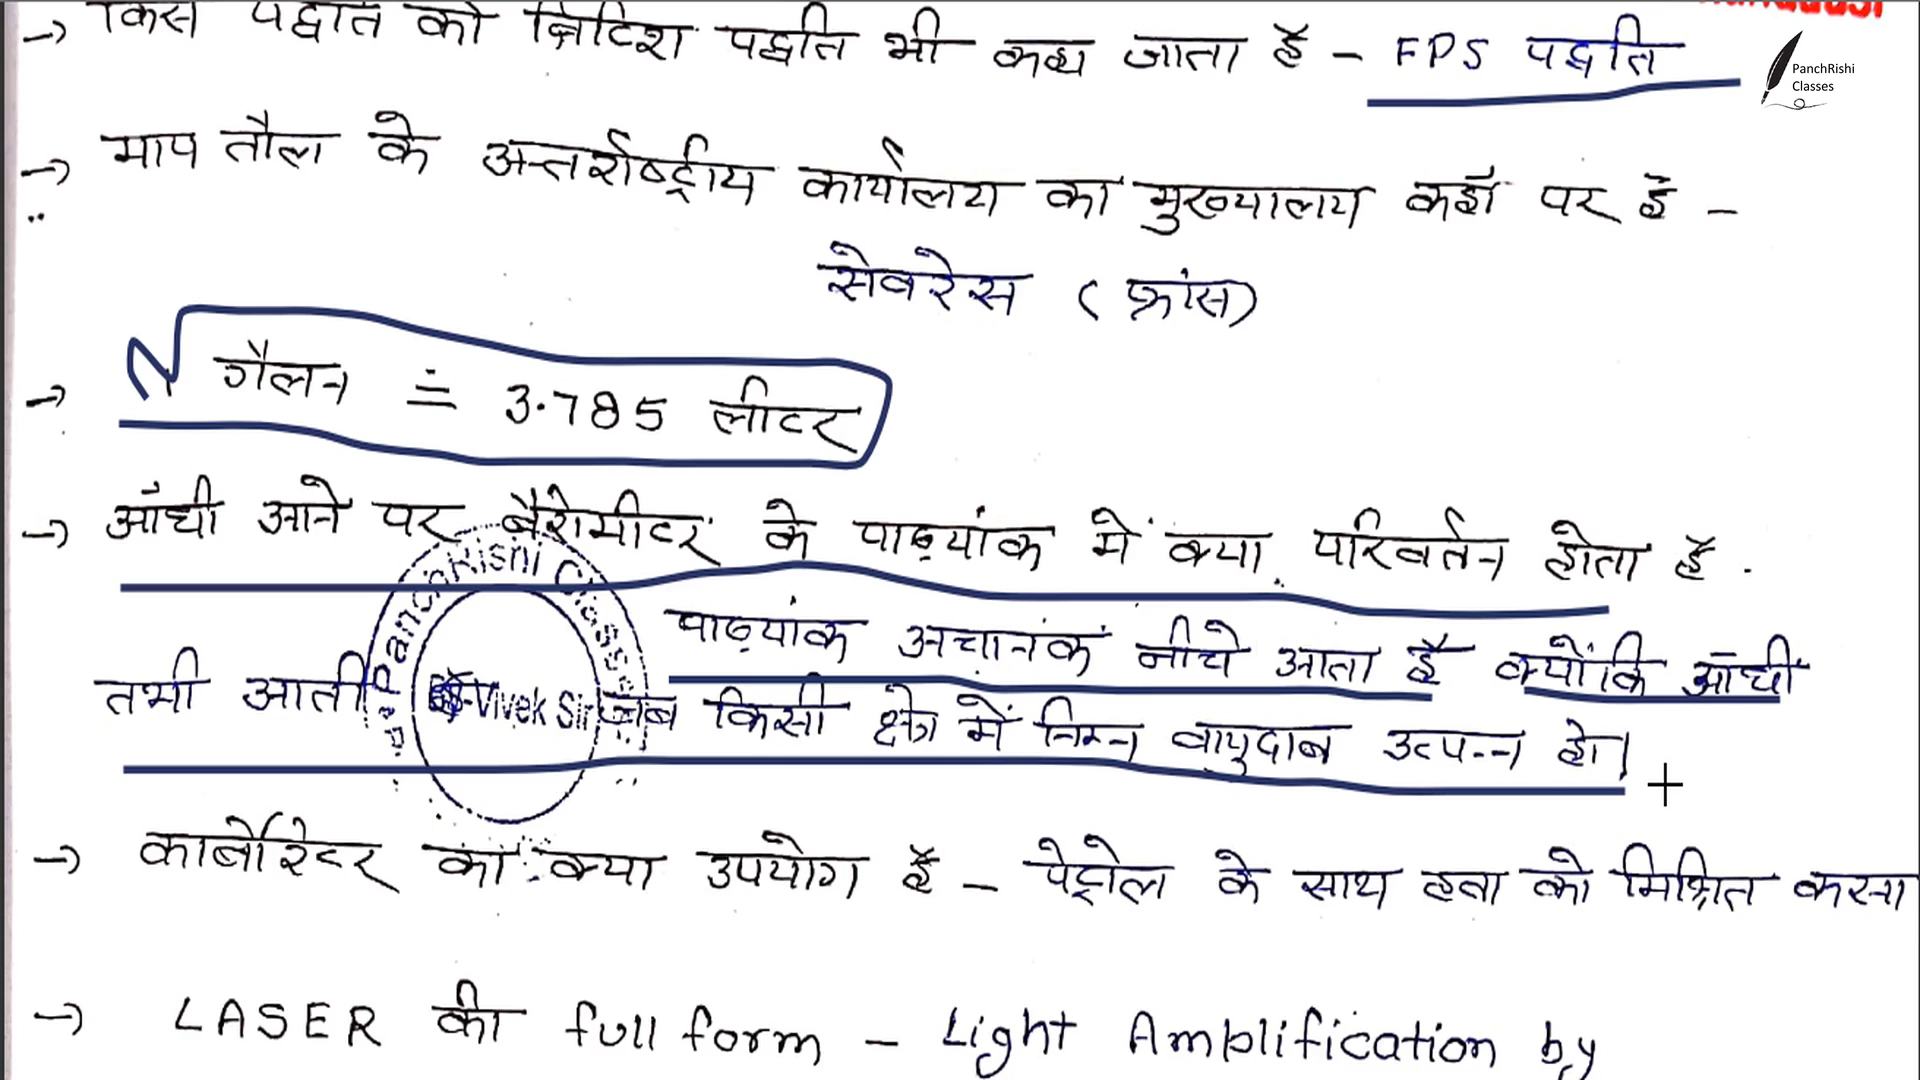 → किस पद्धति को ब्रिटिश पद्धति भी कहा जाता है - FPS पद्धति
PanchRishi
Classes
→ माप तौल के अन्तर्राष्ट्रीय कार्यालय का मुख्यालय कहाँ पर है -
सेवरेस (फ्रांस)
→ गैलन = 3.785 लीटर
→ आँधी आने पर बैरोमीटर के पाठ्यांक में क्या परिवर्तन होता है.
पाठ्यांक अचानक नीचे आता है क्योंकि आँधी
तभी आती है जब किसी क्षेत्र में निम्न वायुदाब उत्पन्न हो।
PanchRishi Classes
Vivek Sir
→ कार्बोरेटर का क्या उपयोग है - पेट्रोल के साथ हवा को मिश्रित करना
→ LASER की full form - Light Amplification by